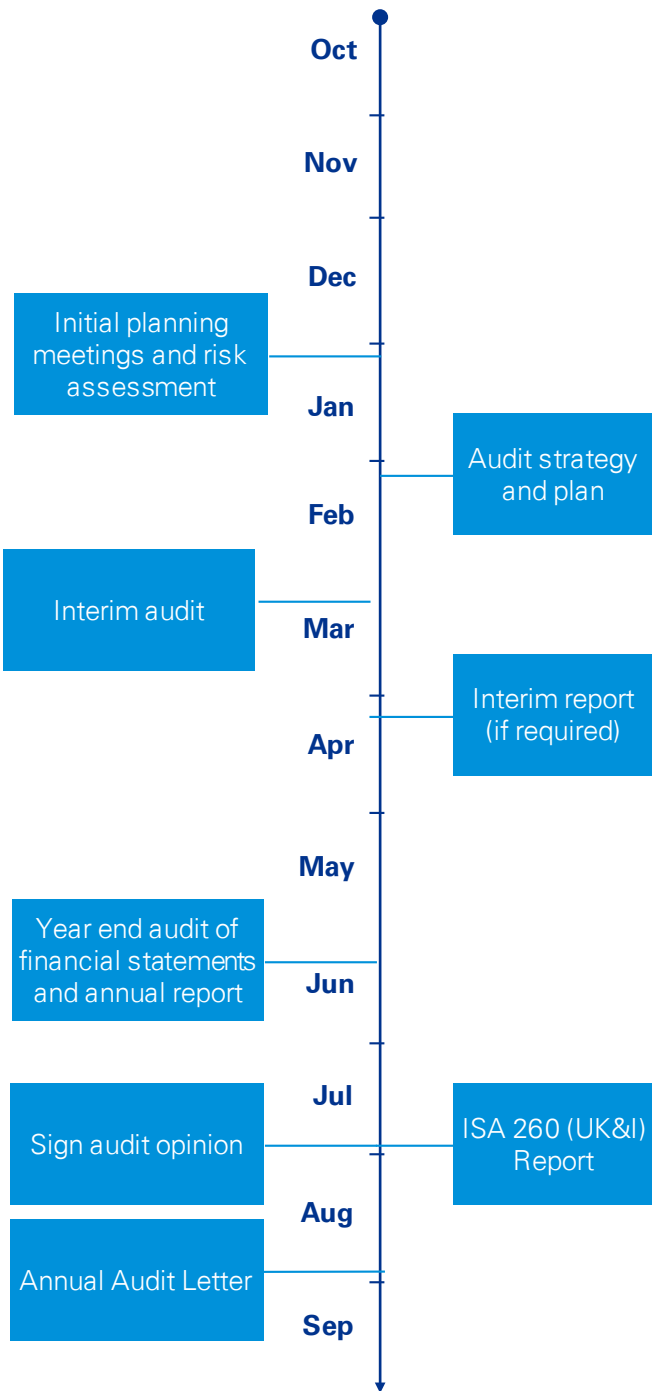 Oct
Nov
Dec
Initial planning
meetings and risk
assessment
Jan
Audit strategy
and plan
Feb
Interim audit
Mar
Interim report
(if required)
Apr
May
Year end audit of
financial statements
and annual report
Jun
Jul
Sign audit opinion
ISA 260 (UK&I)
Report
Aug
Annual Audit Letter
Sep